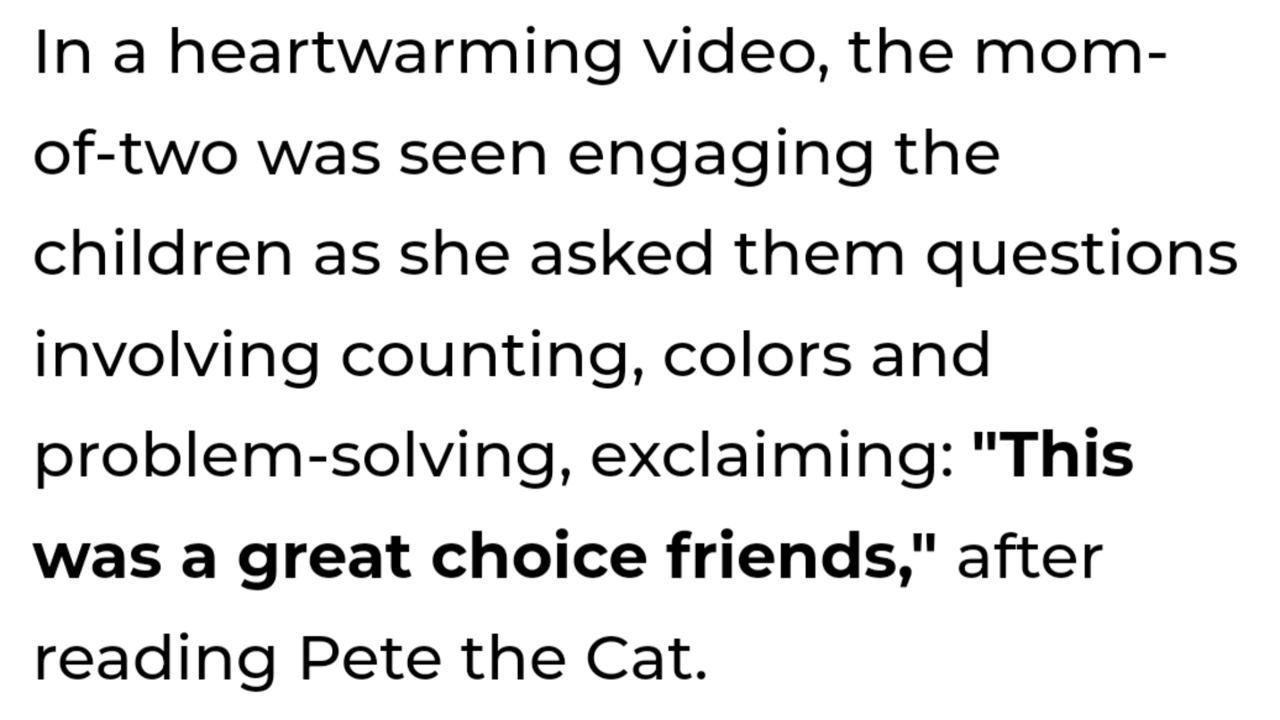 In a heartwarming video, the mom-
of-two was seen engaging the
children as she asked them questions
involving counting, colors and
problem-solving, exclaiming: "This
was a great choice friends," after
reading Pete the Cat.